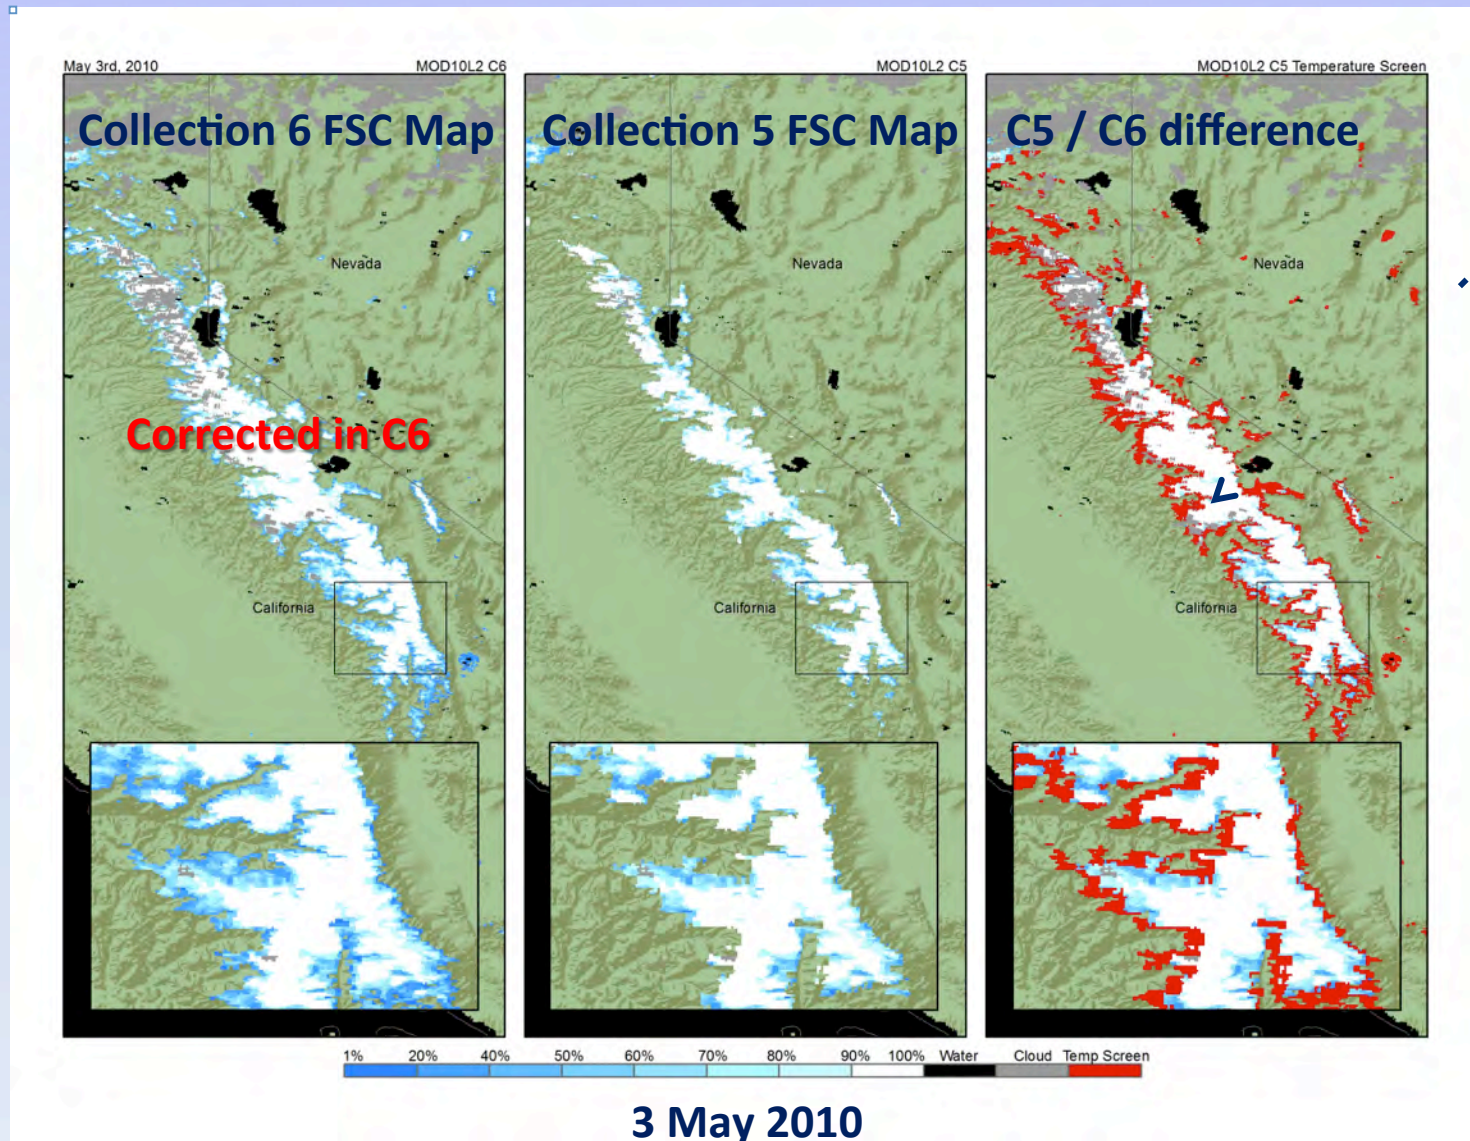 May 3rd, 2010 MOD10L2 C6
MOD10L2 C5
MOD10L2 C5 Temperature Screen
Collection 6 FSC Map
Collection 5 FSC Map
C5 / C6 difference
Nevada
Nevada
Nevada
Corrected in C6
California
California
California
1% 20% 40% 50% 60% 70% 80% 90% 100% Water Cloud Temp Screen
3 May 2010